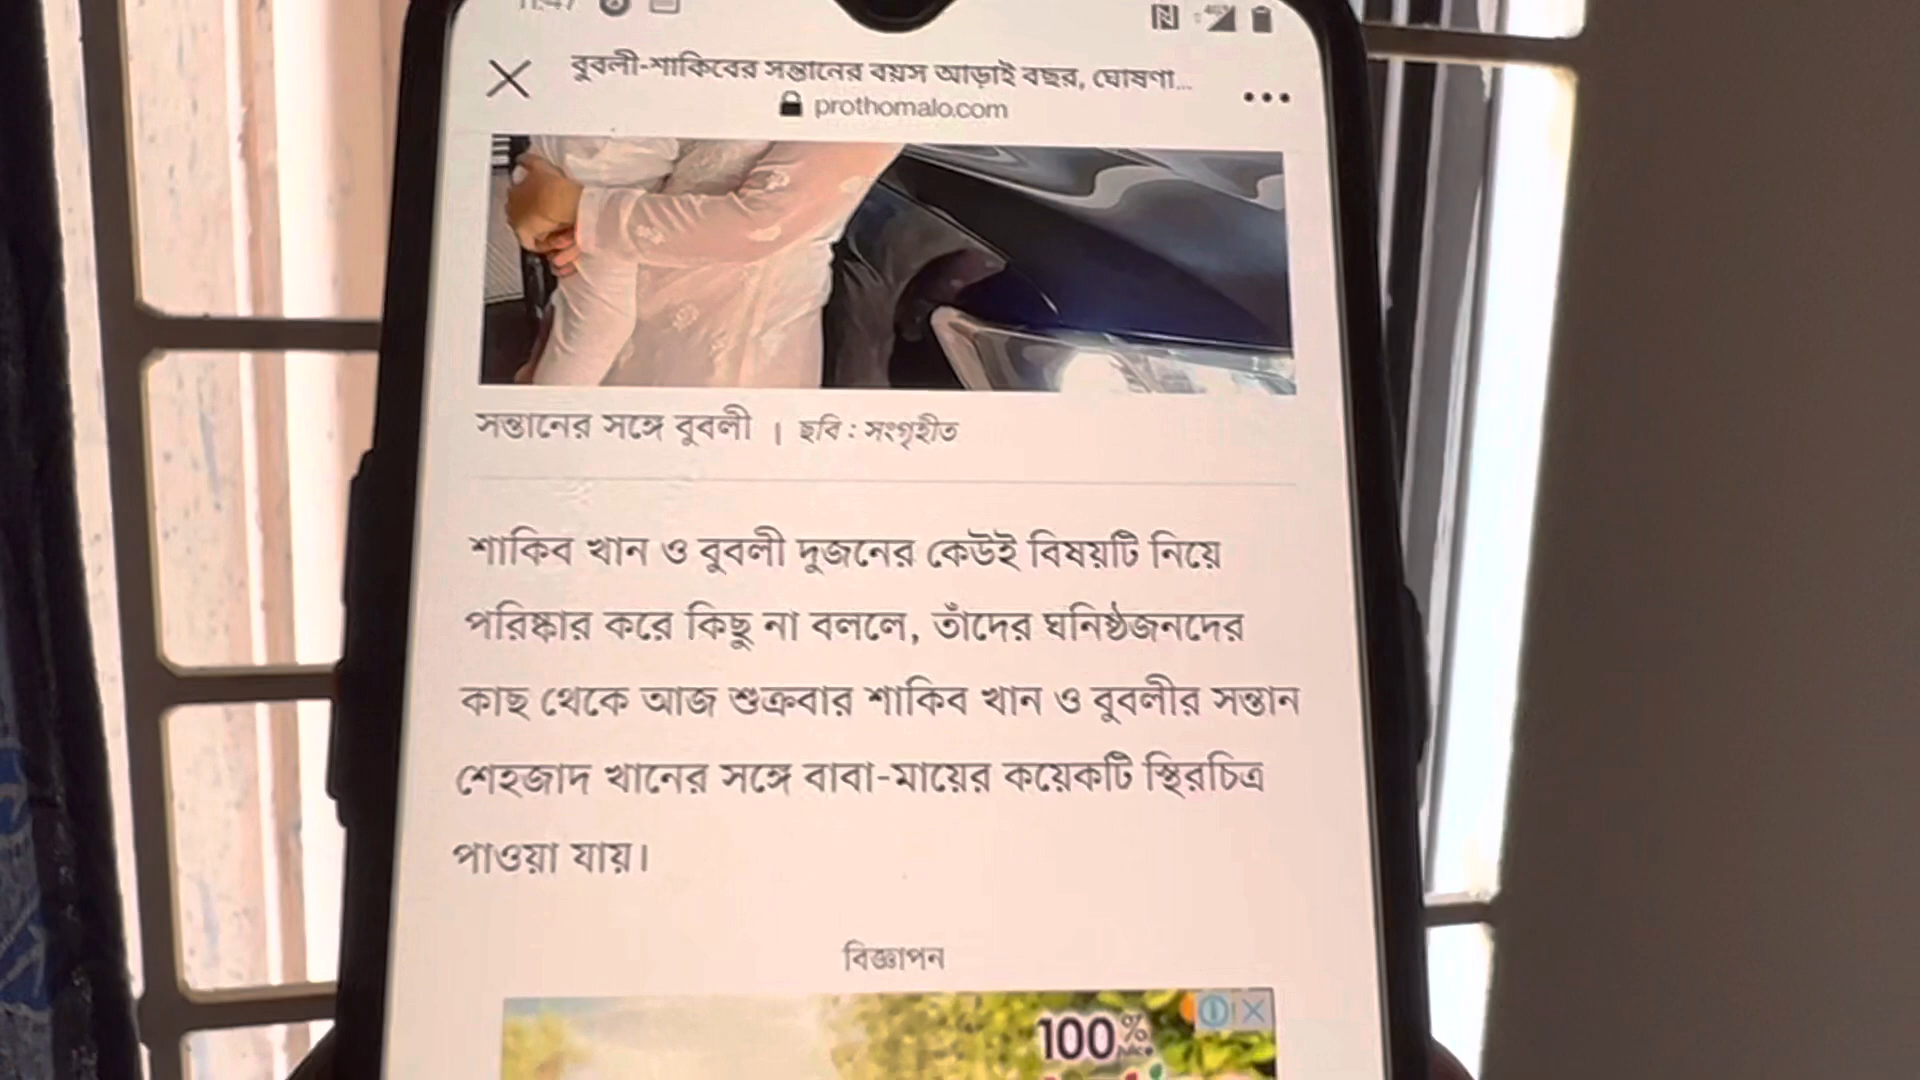 বুবলী-শাকিবের সন্তানের বয়স আড়াই বছর, ঘোষণা...
prothomalo.com
সন্তানের সঙ্গে বুবলী | ছবি : সংগৃহীত
শাকিব খান ও বুবলী দুজনের কেউই বিষয়টি নিয়ে
পরিষ্কার করে কিছু না বললে, তাঁদের ঘনিষ্ঠজনদের
কাছ থেকে আজ শুক্রবার শাকিব খান ও বুবলীর সন্তান
শেহজাদ খানের সঙ্গে বাবা-মায়ের কয়েকটি স্থিরচিত্র
পাওয়া যায়।
বিজ্ঞাপন
100%